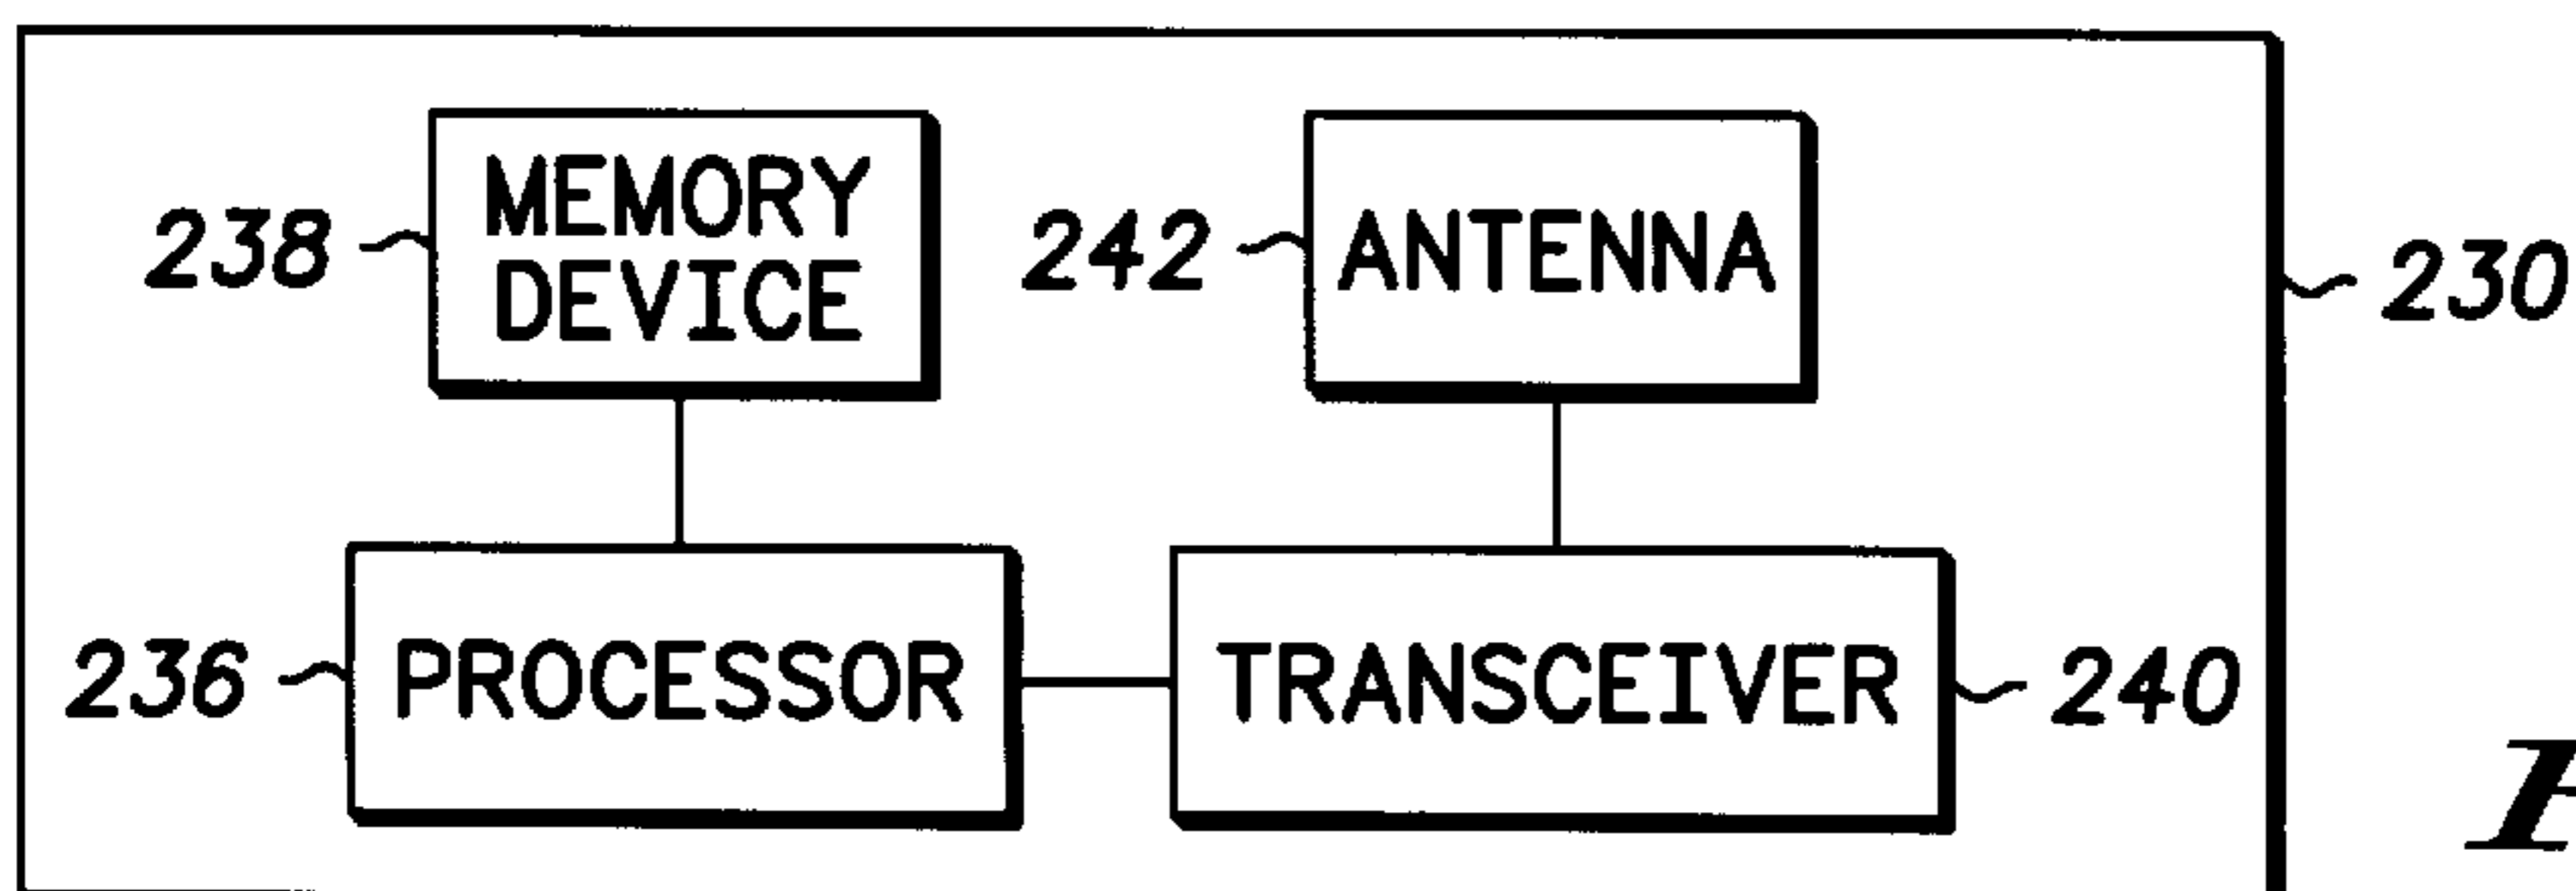 MEMORY
238
DEVICE
242
ANTENNA
230
236
PROCESSOR
TRANSCEIVER
240